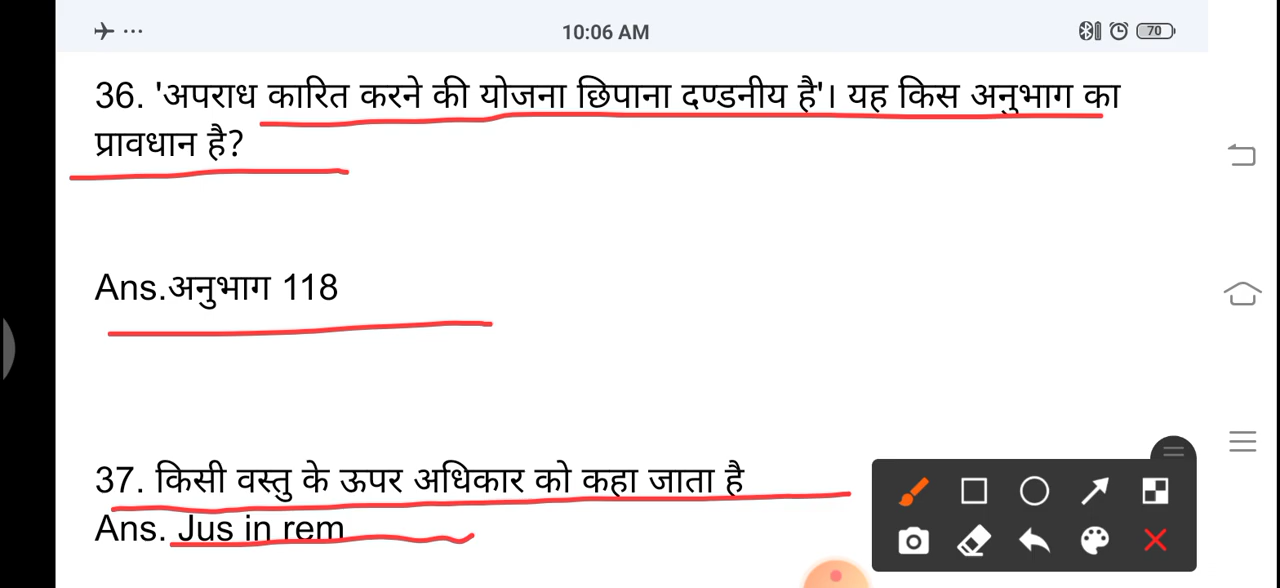 10:06 AM
70
36. 'अपराध कारित करने की योजना छिपाना दण्डनीय है'। यह किस अनुभाग का
प्रावधान है?
Ans.अनुभाग 118
37. किसी वस्तु के ऊपर अधिकार को कहा जाता है
Ans. Jus in rem